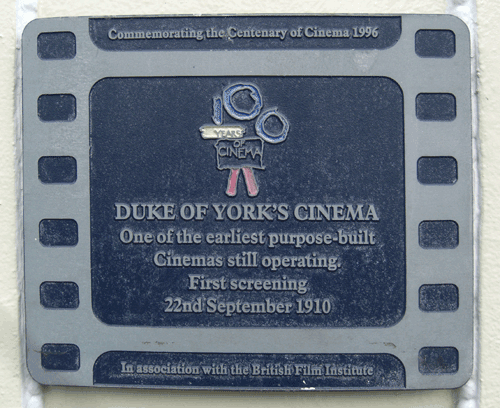 Commemorating the Centenary of Cinema 1996
100
YEARS
OF
CINEMA
DUKE OF YORK'S CINEMA
One of the earliest purpose-built
Cinemas still operating.
First screening
22nd September 1910
In association with the British Film Institute